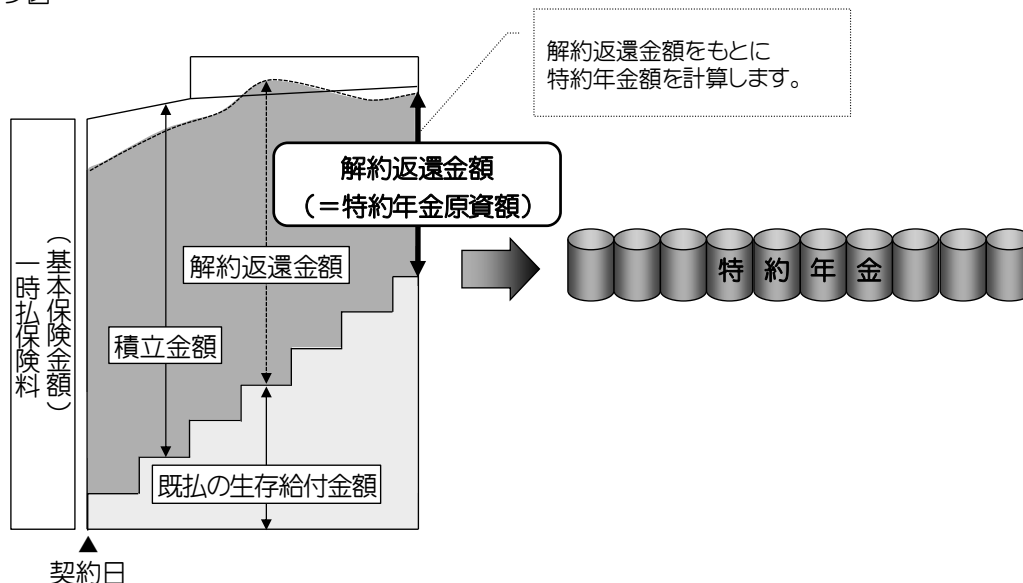 解約返還金額をもとに
特約年金額を計算します。
解約返還金額
(=特約年金原資額)
特約年金
解約返還金額
積立金額
既払の生存給付金額
(基本保険金額)
一時払保険料
▲
契約日